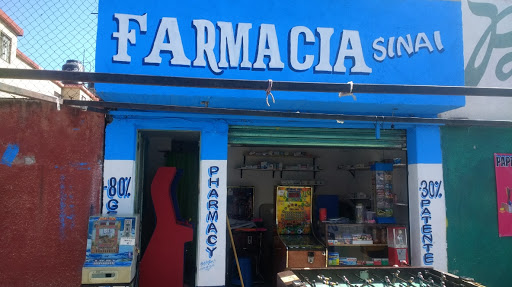 FARMACIA SINAI
-80%
G
PHARMACY
-30%
PATENTE